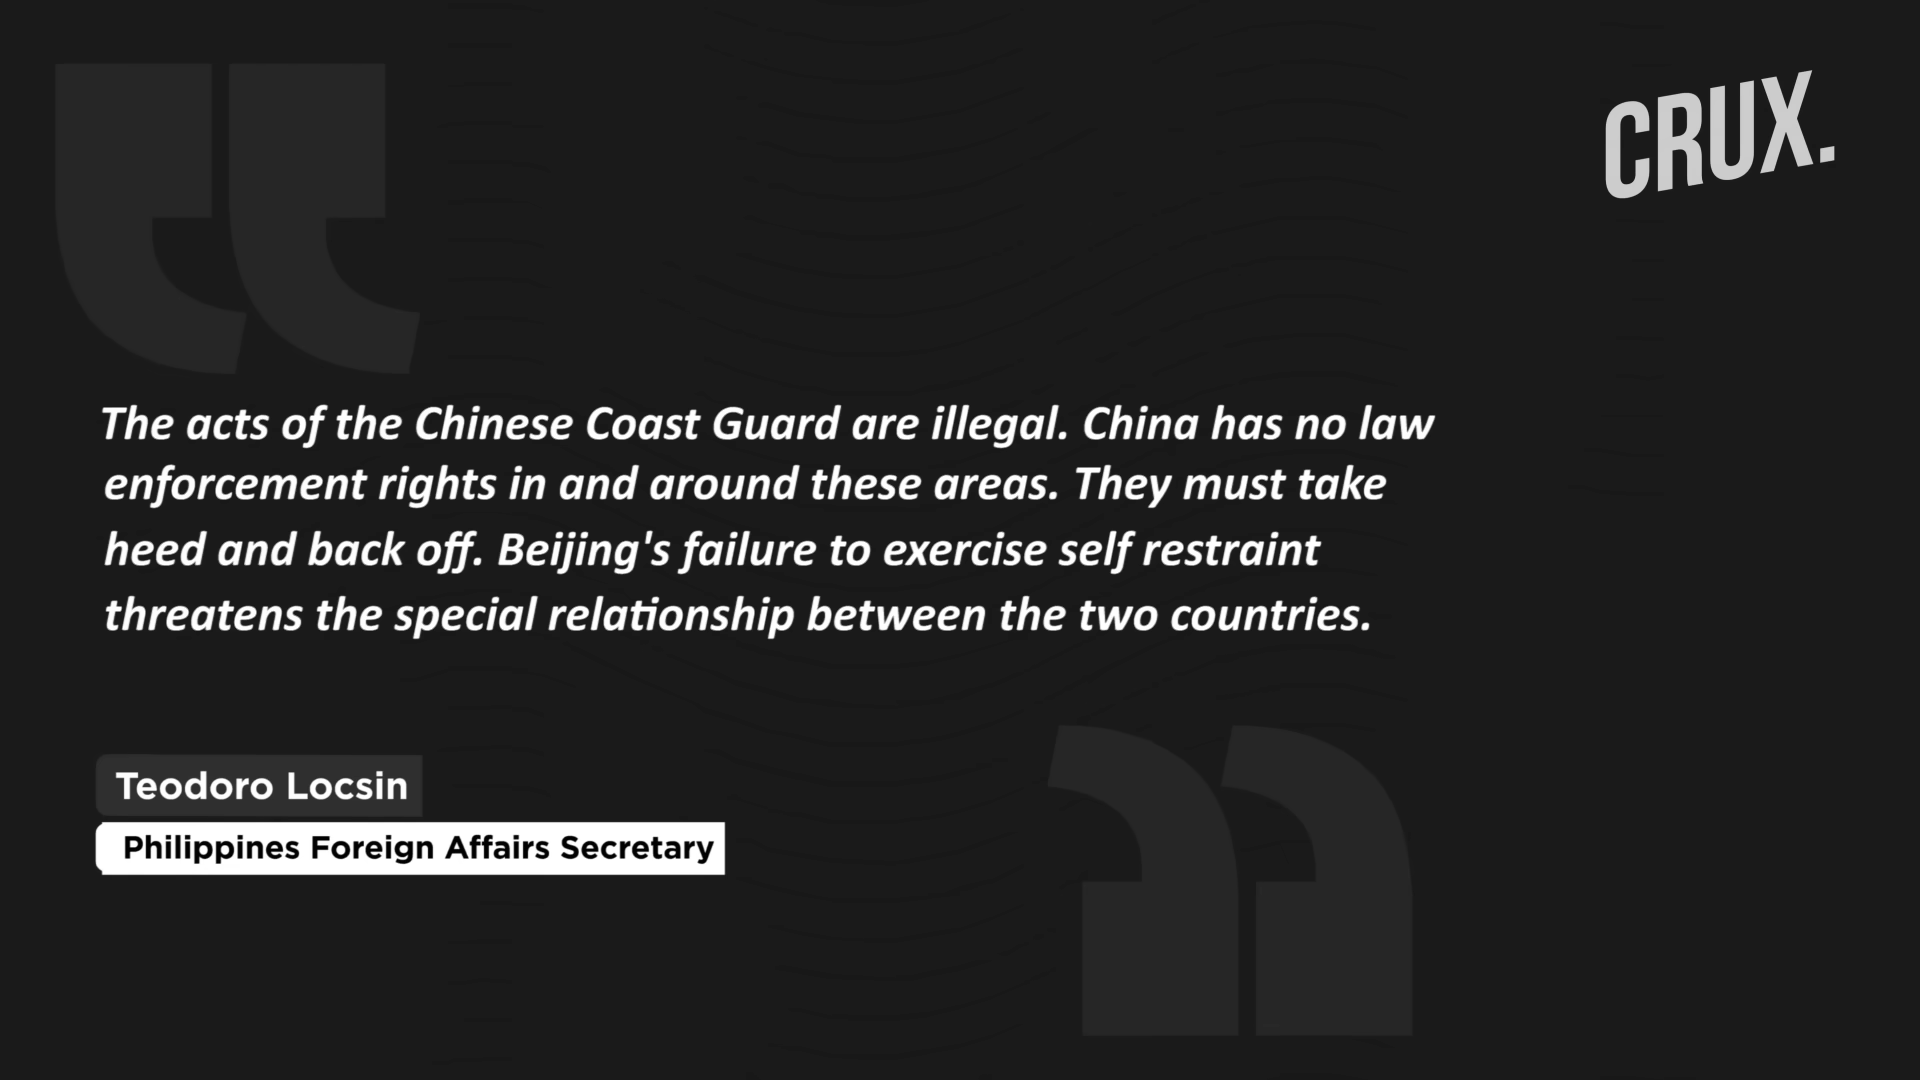 CRUX.
The acts of the Chinese Coast Guard are illegal. China has no law
enforcement rights in and around these areas. They must take
heed and back off. Beijing's failure to exercise self restraint
threatens the special relationship between the two countries.
Teodoro Locsin
Philippines Foreign Affairs Secretary